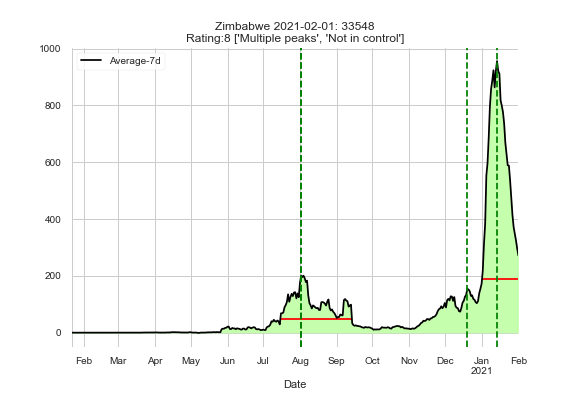 Zimbabwe 2021-02-01: 33548
Rating:8 ['Multiple peaks', 'Not in control']
Average-7d
1000
800
600
400
200
0
Feb Mar Apr May Jun Jul Aug Sep Oct Nov Dec Jan Feb
2021
Date